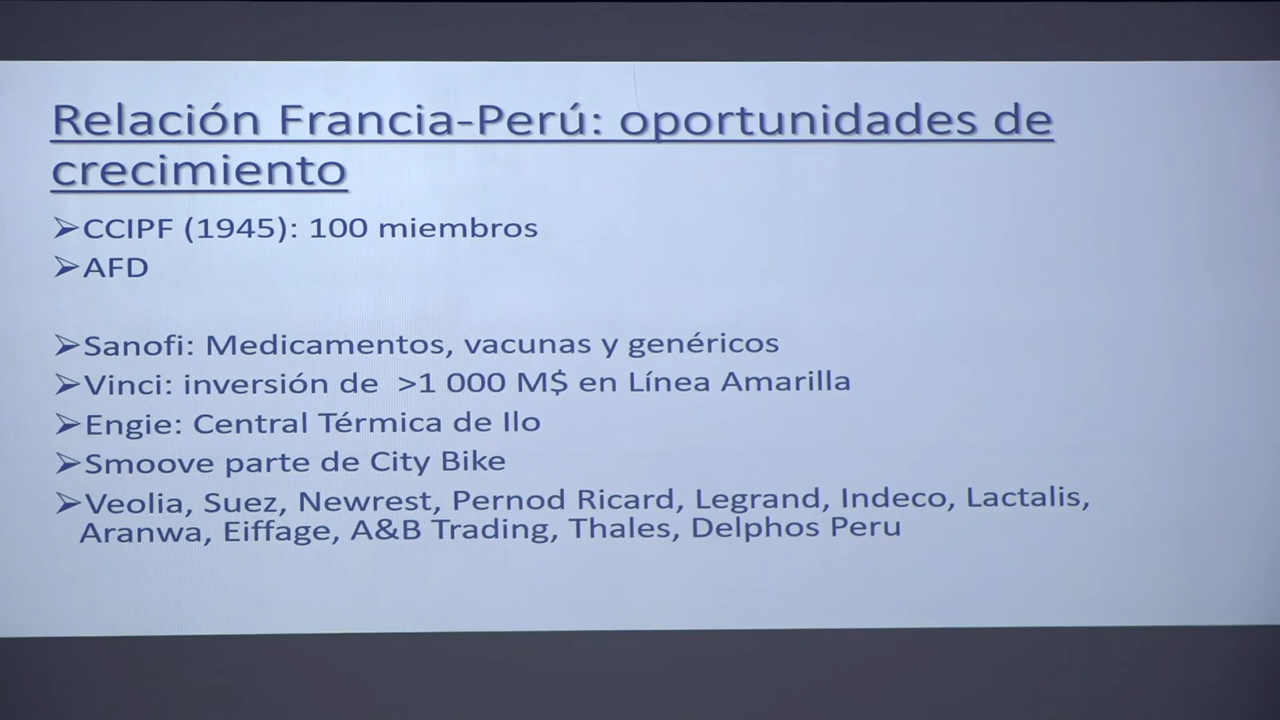 Relación Francia-Perú: oportunidades de
crecimiento
➢CCIPF (1945): 100 miembros
➢AFD
➢Sanofi: Medicamentos, vacunas y genéricos
➢Vinci: inversión de >1 000 M$ en Línea Amarilla
➢Engie: Central Térmica de Ilo
➢Smoove parte de City Bike
➢Veolia, Suez, Newrest, Pernod Ricard, Legrand, Indeco, Lactalis,
Aranwa, Eiffage, A&B Trading, Thales, Delphos Peru